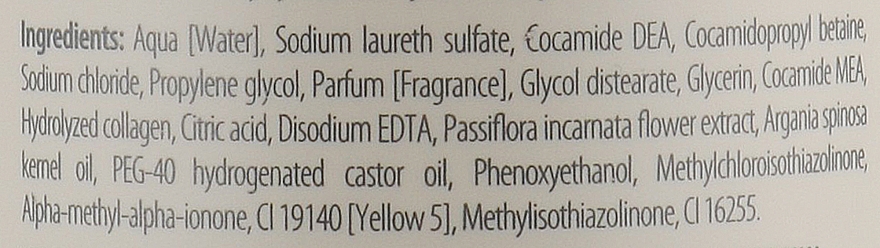 Ingredients: Aqua [Water], Sodium laureth sulfate, Cocamide DEA, Cocamidopropyl betaine,
Sodium chloride, Propylene glycol, Parfum [Fragrance], Glycol distearate, Glycerin, Cocamide MEA,
Hydrolyzed collagen, Citric acid, Disodium EDTA, Passiflora incarnata flower extract, Argania spinosa
kernel oil, PEG-40 hydrogenated castor oil, Phenoxyethanol, Methylchloroisothiazolinone,
Alpha-methyl-alpha-ionone, CI 19140 [Yellow 5], Methylisothiazolinone, CI 16255.